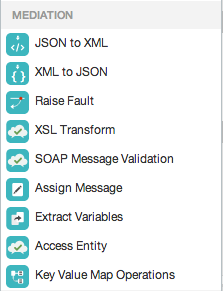 MEDIATION
JSON to XML
XML to JSON
Raise Fault
XSL Transform
SOAP Message Validation
Assign Message
Extract Variables
Access Entity
Key Value Map Operations